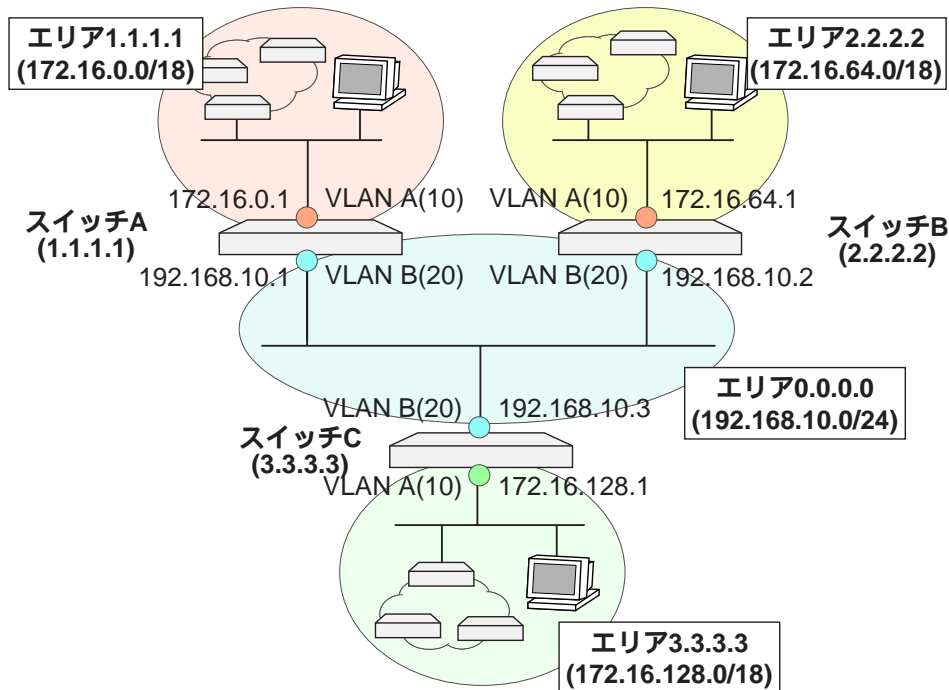 エリア1.1.1.1
(172.16.0.0/18)
エリア2.2.2.2
(172.16.64.0/18)
172.16.0.1
VLAN A(10)
VLAN A(10)
172.16.64.1
スイッチA
(1.1.1.1)
スイッチB
(2.2.2.2)
192.168.10.1
VLAN B(20)
VLAN B(20)
192.168.10.2
エリア0.0.0.0
(192.168.10.0/24)
VLAN B(20)
192.168.10.3
スイッチC
(3.3.3.3)
VLAN A(10)
172.16.128.1
エリア3.3.3.3
(172.16.128.0/18)